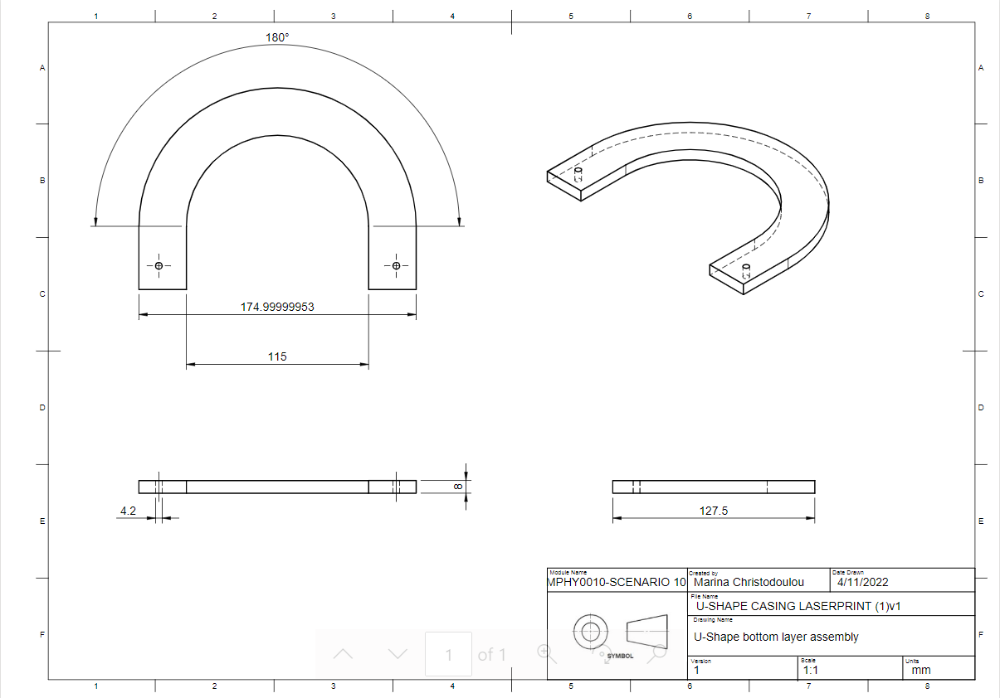 1 2 3 4 5 6 7 8
180°
A A
B B
C C
174.99999953
115
D D
8
4.2
127.5
E E
Module Name Created by Date Drawn
MPHY0010-SCENARIO 10 Marina Christodoulou 4/11/2022
File Name
U-SHAPE CASING LASERPRINT (1)v1
Drawing Name
F F
U-Shape bottom layer assembly
1 of 1
SYMBOL
Version Scale Units
1 1:1 mm
1 2 3 4 5 6 7 8